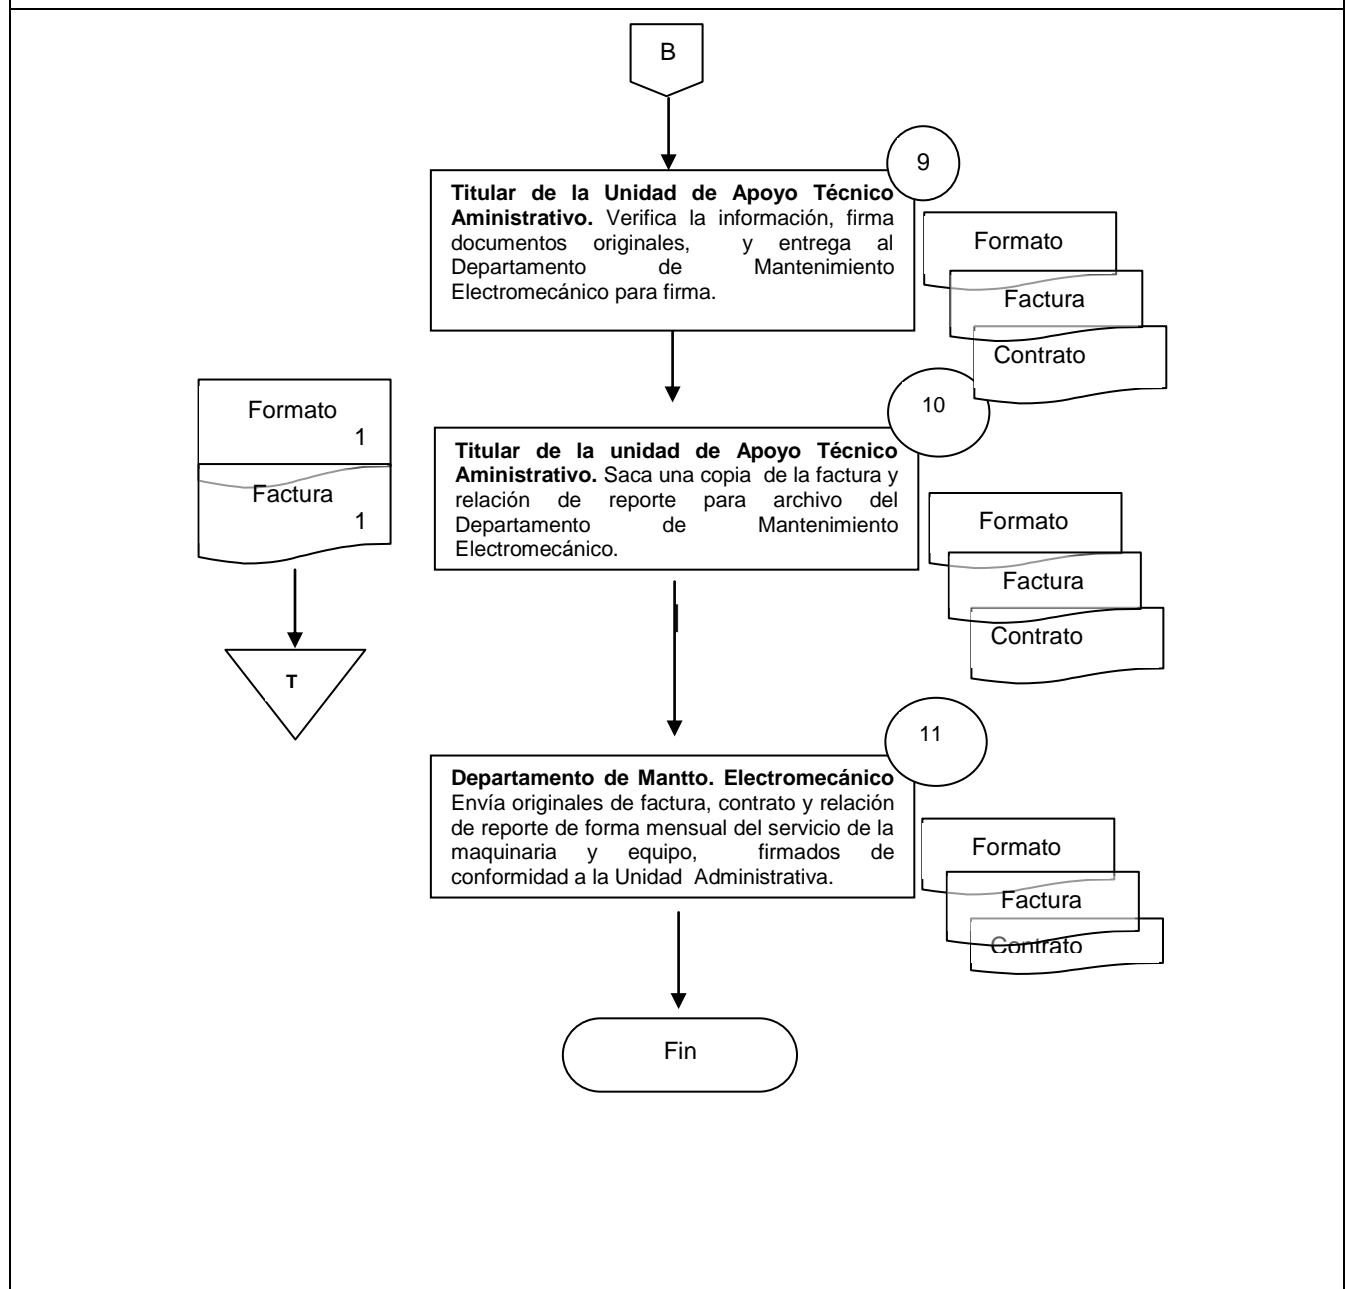 B
9
Titular de la Unidad de Apoyo Técnico
Aministrativo. Verifica la información, firma
documentos originales, y entrega al
Departamento de Mantenimiento
Electromecánico para firma.
Formato
Factura
Contrato
Formato
1
Factura
1
T
10
Titular de la unidad de Apoyo Técnico
Aministrativo. Saca una copia de la factura y
relación de reporte para archivo del
Departamento de Mantenimiento
Electromecánico.
Formato
Factura
Contrato
11
Departamento de Mantto. Electromecánico
Envía originales de factura, contrato y relación
de reporte de forma mensual del servicio de la
maquinaria y equipo, firmados de
conformidad a la Unidad Administrativa.
Formato
Factura
Contrato
Fin